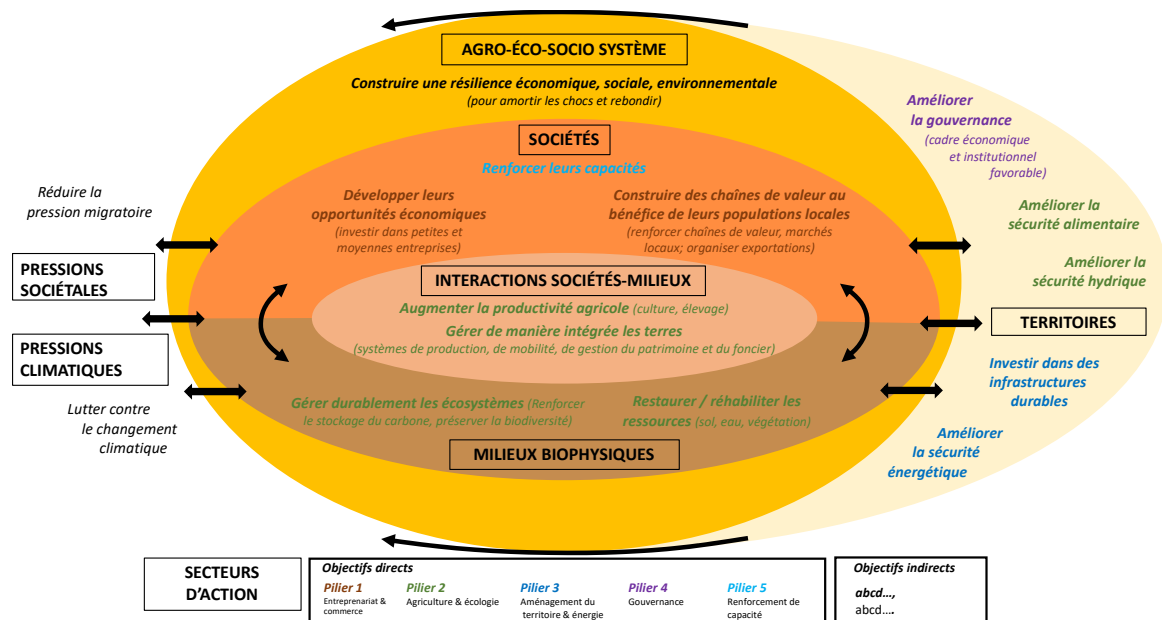 AGRO-ÉCO-SOCIO SYSTÈME
Construire une résilience économique, sociale, environnementale
(pour amortir les chocs et rebondir)
SOCIÉTÉS
Renforcer leurs capacités
Développer leurs
opportunités économiques
(investir dans petites et
moyennes entreprises)
Construire des chaînes de valeur au
bénéfice de leurs populations locales
(renforcer chaînes de valeur, marchés
locaux; organiser exportations)
INTERACTIONS SOCIÉTÉS-MILIEUX
Augmenter la productivité agricole (culture, élevage)
Gérer de manière intégrée les terres
(systèmes de production, de mobilité, de gestion du patrimoine et du foncier)
Gérer durablement les écosystèmes (Renforcer
le stockage du carbone, préserver la biodiversité)
Restaurer / réhabiliter les
ressources (sol, eau, végétation)
MILIEUX BIOPHYSIQUES
Réduire la
pression migratoire
PRESSIONS
SOCIÉTALES
PRESSIONS
CLIMATIQUES
Lutter contre
le changement
climatique
Améliorer
la gouvernance
(cadre économique
et institutionnel
favorable)
Améliorer la
sécurité alimentaire
Améliorer la
sécurité hydrique
TERRITOIRES
Investir dans des
infrastructures
durables
Améliorer
la sécurité
énergétique
SECTEURS
D'ACTION
Objectifs directs
Pilier 1
Entreprenariat &
commerce
Pilier 2
Agriculture & écologie
Pilier 3
Aménagement du
territoire & énergie
Pilier 4
Gouvernance
Pilier 5
Renforcement de
capacité
Objectifs indirects
abcd…,
abcd….